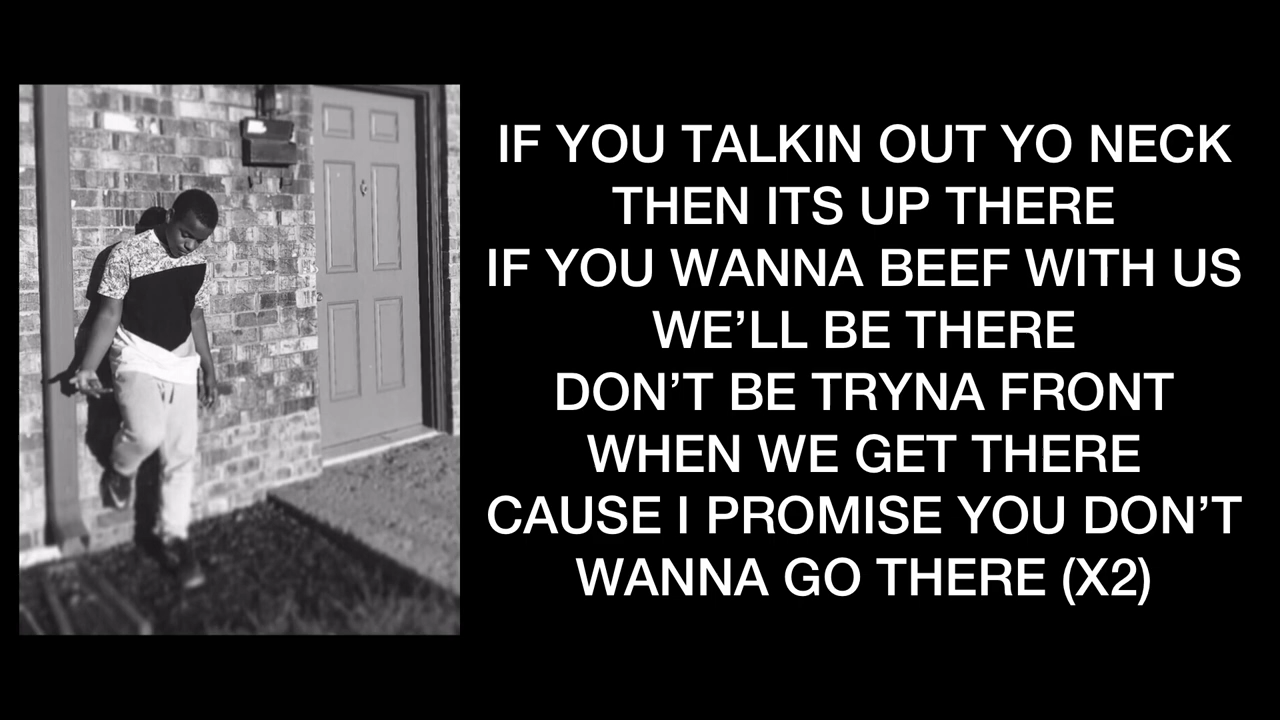 IF YOU TALKIN OUT YO NECK
THEN ITS UP THERE
IF YOU WANNA BEEF WITH US
WE’LL BE THERE
DON’T BE TRYNA FRONT
WHEN WE GET THERE
CAUSE I PROMISE YOU DON’T
WANNA GO THERE (X2)